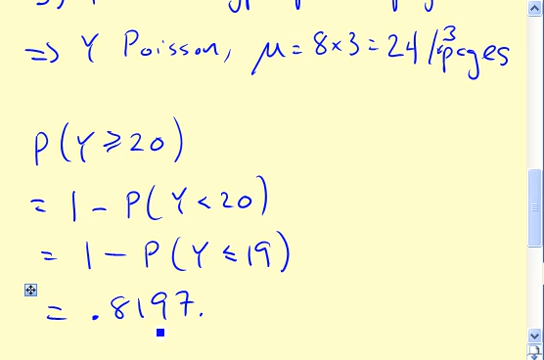 => Y Poisson, μ = 8 × 3 = 24 / 3 pages
P(Y ≥ 20)
= 1 - P(Y < 20)
= 1 - P(Y ≤ 19)
= .8197.